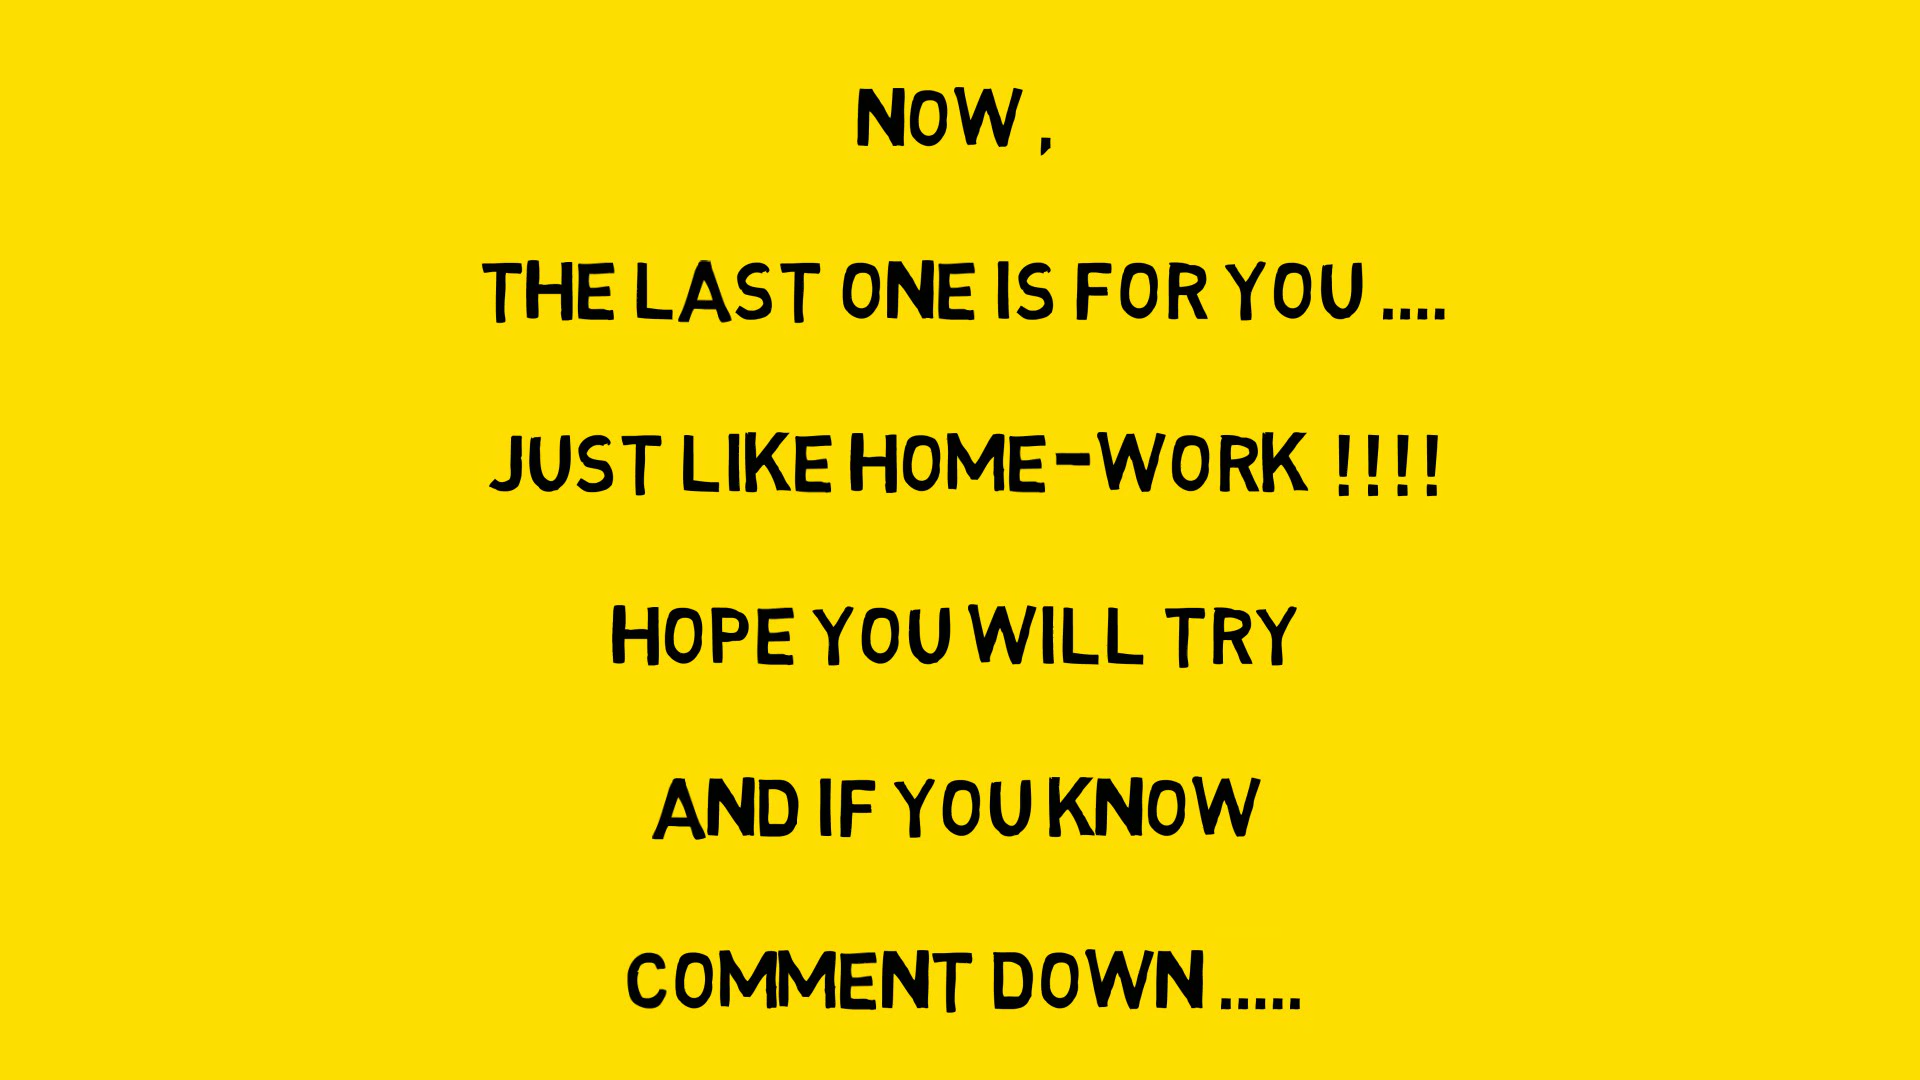 NOW ,
THE LAST ONE IS FOR YOU ....
JUST LIKE HOME-WORK !!!!
HOPE YOU WILL TRY
AND IF YOU KNOW
COMMENT DOWN .....